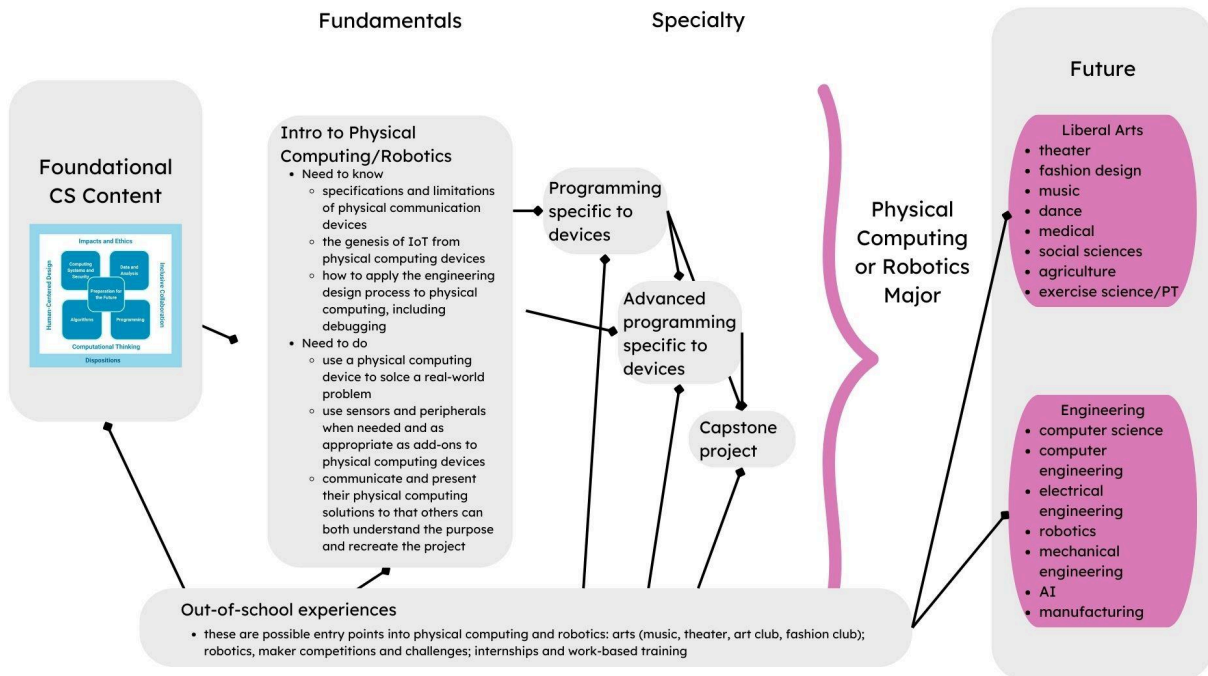 Fundamentals
Specialty
Future
Foundational
CS Content
Impacts and Ethics
Human-Centered Design
Computing
Systems and
Security
Data and
Analysis
Preparation for
the Future
Algorithms
Programming
Inclusive Collaboration
Computational Thinking
Dispositions
Intro to Physical
Computing/Robotics
• Need to know
specifications and limitations
of physical communication
devices
the genesis of IoT from
physical computing devices
how to apply the engineering
design process to physical
computing, including
debugging
• Need to do
use a physical computing
device to solce a real-world
problem
use sensors and peripherals
when needed and as
appropriate as add-ons to
physical computing devices
communicate and present
their physical computing
solutions to that others can
both understand the purpose
and recreate the project
Programming
specific to
devices
Advanced
programming
specific to
devices
Capstone
project
Physical
Computing
or Robotics
Major
Liberal Arts
• theater
• fashion design
• music
• dance
• medical
• social sciences
• agriculture
• exercise science/PT
Engineering
• computer science
• computer
engineering
• electrical
engineering
• robotics
• mechanical
engineering
• AI
• manufacturing
Out-of-school experiences
• these are possible entry points into physical computing and robotics: arts (music, theater, art club, fashion club);
robotics, maker competitions and challenges; internships and work-based training